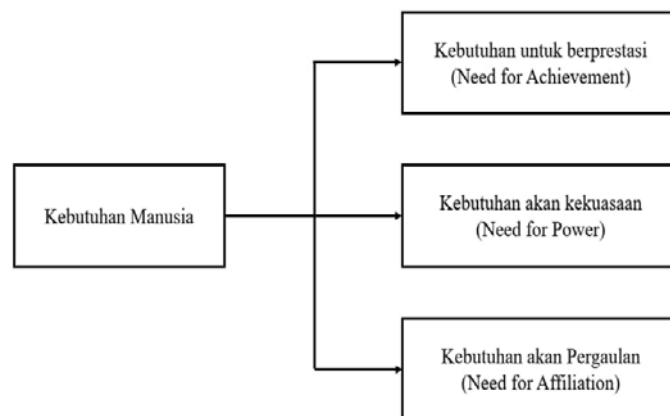 Kebutuhan untuk berprestasi
(Need for Achievement)
Kebutuhan Manusia
Kebutuhan akan kekuasaan
(Need for Power)
Kebutuhan akan Pergaulan
(Need for Affiliation)